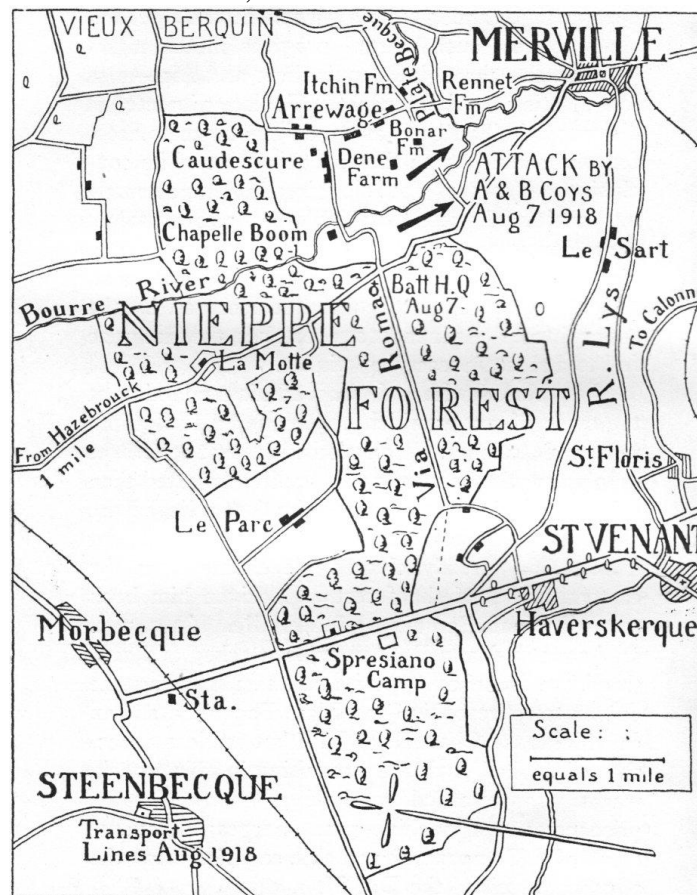 VIEUX BERQUIN
MERVILLE
Plate Becque
Itchin Fm
Rennet
Fm
Arrewage
Bonar
Fm
Caudescure
Dene
Farm
ATTACK BY
A & B COYS
Aug 7 1918
Chapelle Boom
Le Sart
Bourre River
Batt H.Q
Aug 7.
NIEPPE
FOREST
Via Romag
R. Lys
To Calonn
La Motte
From Hazebrouck
1 mile
St Floris
Le Parc
ST VENANT
Morbecque
Haverskerque
Spresiano
Camp
Sta.
Scale:
equals 1 mile
STEENBECQUE
Transport
Lines Aug 1918